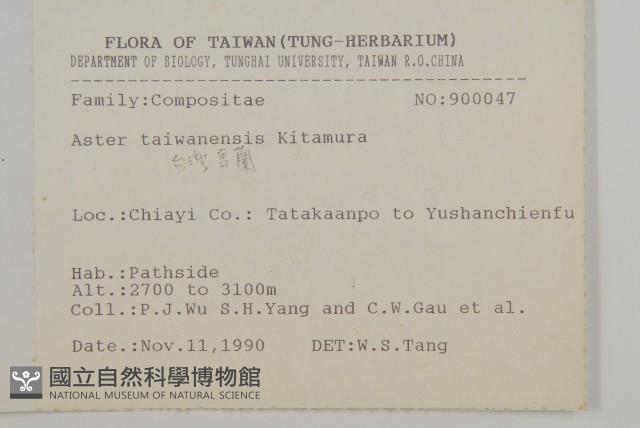 FLORA OF TAIWAN(TUNG-HERBARIUM)
DEPARTMENT OF BIOLOGY, TUNGHAI UNIVERSITY, TAIWAN R.O.CHINA
Family:Compositae NO:900047
Aster taiwanensis Kitamura
台灣馬蘭
Loc.:Chiayi Co.: Tatakaanpo to Yushanchienfu
Hab.:Pathside
Alt.:2700 to 3100m
Coll.:P.J.Wu S.H.Yang and C.W.Gau et al.
Date.:Nov.11,1990 DET:W.S.Tang
國立自然科學博物館
NATIONAL MUSEUM OF NATURAL SCIENCE